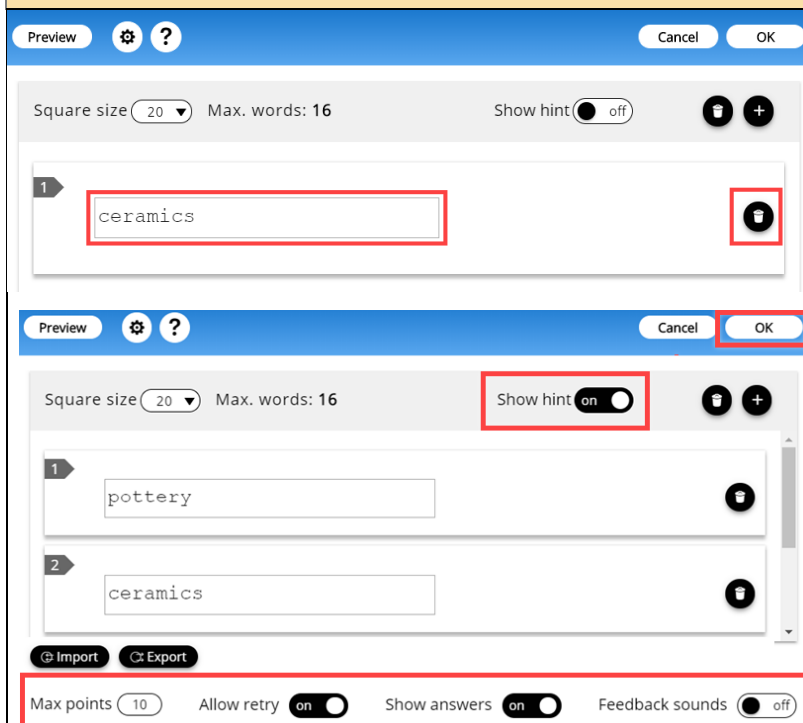 Preview ? Cancel OK
Square size 20 Max. words: 16 Show hint off
1
ceramics
Preview ? Cancel OK
Square size 20 Max. words: 16 Show hint on
1
pottery
2
ceramics
Import Export
Max points 10 Allow retry on Show answers on Feedback sounds off